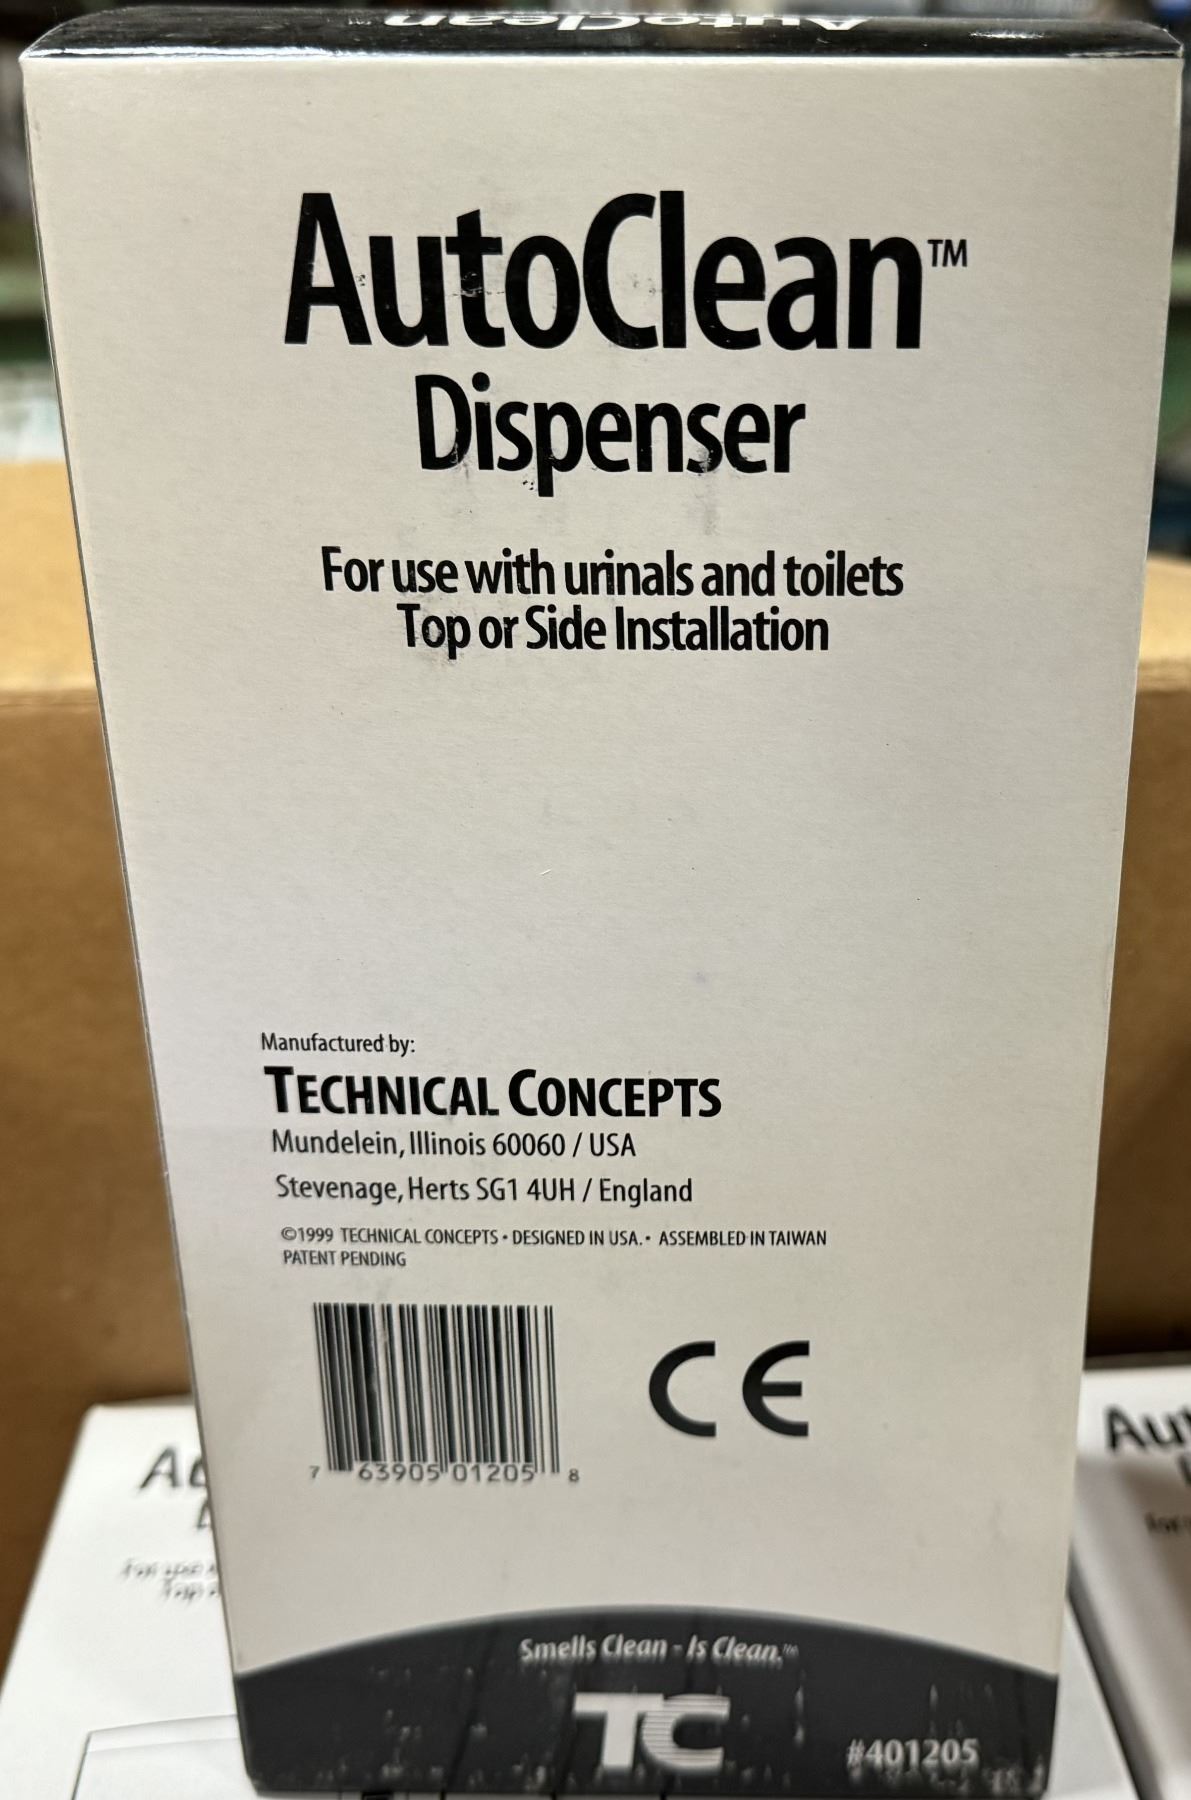 AutoClean
AutoClean™
Dispenser
For use with urinals and toilets
Top or Side Installation
Manufactured by:
TECHNICAL CONCEPTS
Mundelein, Illinois 60060 / USA
Stevenage, Herts SG1 4UH / England
©1999 TECHNICAL CONCEPTS • DESIGNED IN USA. • ASSEMBLED IN TAIWAN
PATENT PENDING
7 63905 01205 8
CE
Smells Clean - Is Clean.™
TC
#401205